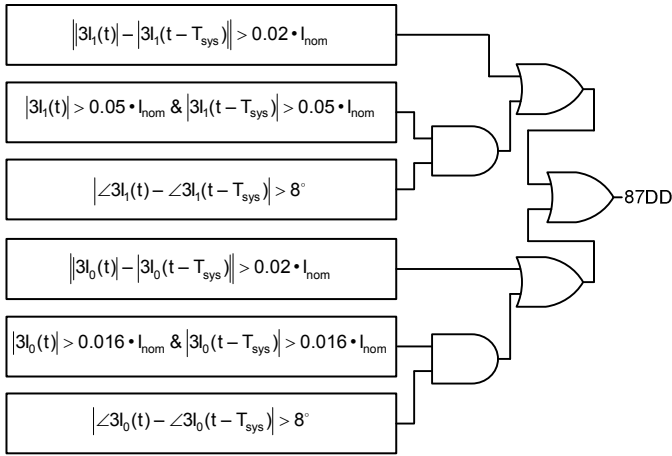 ||3I₁(t)| – |3I₁(t – Tsys)|| > 0.02 • Inom
|3I₁(t)| > 0.05 • Inom & |3I₁(t – Tsys)| > 0.05 • Inom
|∠3I₁(t) – ∠3I₁(t – Tsys)| > 8°
87DD
||3I₀(t)| – |3I₀(t – Tsys)|| > 0.02 • Inom
|3I₀(t)| > 0.016 • Inom & |3I₀(t – Tsys)| > 0.016 • Inom
|∠3I₀(t) – ∠3I₀(t – Tsys)| > 8°